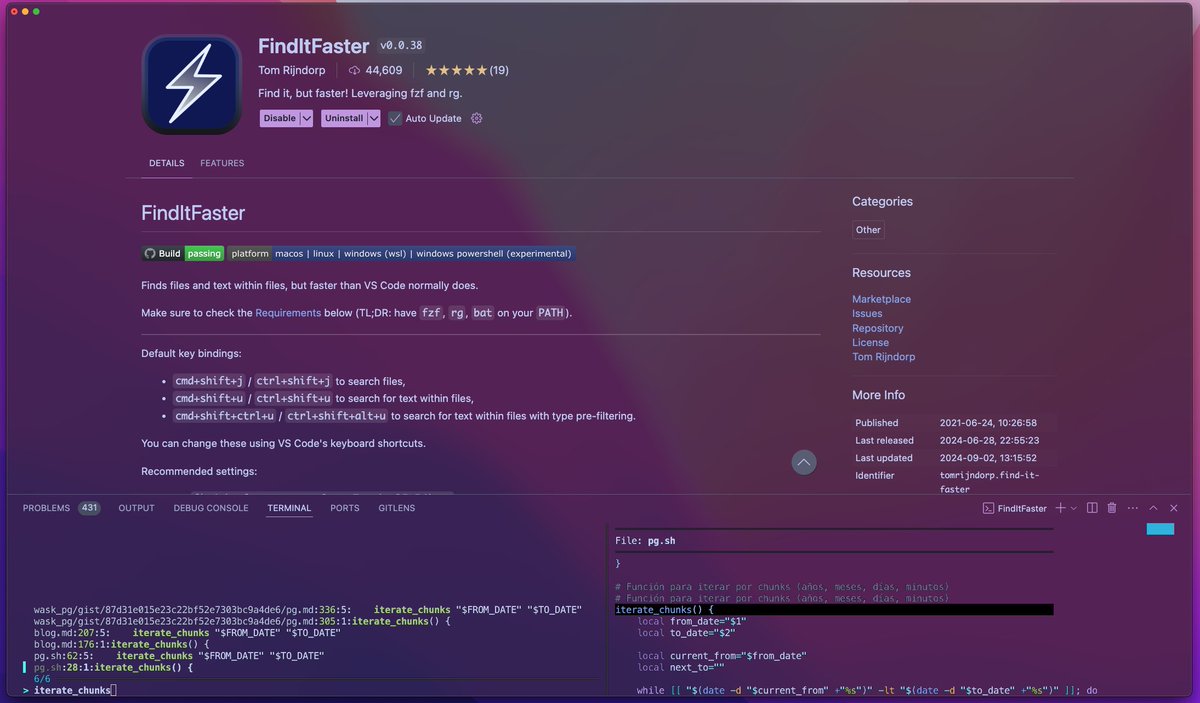 FindItFaster v0.0.38
Tom Rijndorp 44,609 (19)
Find it, but faster! Leveraging fzf and rg.
Disable Uninstall Auto Update
DETAILS FEATURES
FindItFaster
Build passing platform macos | linux | windows (wsl) | windows powershell (experimental)
Finds files and text within files, but faster than VS Code normally does.
Make sure to check the Requirements below (TL;DR: have fzf, rg, bat on your PATH).
Default key bindings:
• cmd+shift+j / ctrl+shift+j to search files,
• cmd+shift+u / ctrl+shift+u to search for text within files,
• cmd+shift+ctrl+u / ctrl+shift+alt+u to search for text within files with type pre-filtering.
You can change these using VS Code's keyboard shortcuts.
Recommended settings:
Categories
Other
Resources
Marketplace
Issues
Repository
License
Tom Rijndorp
More Info
Published 2021-06-24, 10:26:58
Last released 2024-06-28, 22:55:23
Last updated 2024-09-02, 13:15:52
Identifier tomrijndorp.find-it-
faster
PROBLEMS 431 OUTPUT DEBUG CONSOLE TERMINAL PORTS GITLENS FindItFaster
wask_pg/gist/87d31e015e23c22bf52e7303bc9a4de6/pg.md:336:5: iterate_chunks "$FROM_DATE" "$TO_DATE"
wask_pg/gist/87d31e015e23c22bf52e7303bc9a4de6/pg.md:305:1:iterate_chunks() {
blog.md:207:5: iterate_chunks "$FROM_DATE" "$TO_DATE"
blog.md:176:1:iterate_chunks() {
pg.sh:62:5: iterate_chunks "$FROM_DATE" "$TO_DATE"
pg.sh:28:1:iterate_chunks() {
6/6
> iterate_chunks
File: pg.sh
}
# Función para iterar por chunks (años, meses, días, minutos)
# Función para iterar por chunks (años, meses, días, minutos)
iterate_chunks() {
local from_date="$1"
local to_date="$2"
local current_from="$from_date"
local next_to=""
while [[ "$(date -d "$current_from" +"%s")" -lt "$(date -d "$to_date" +"%s")" ]]; do